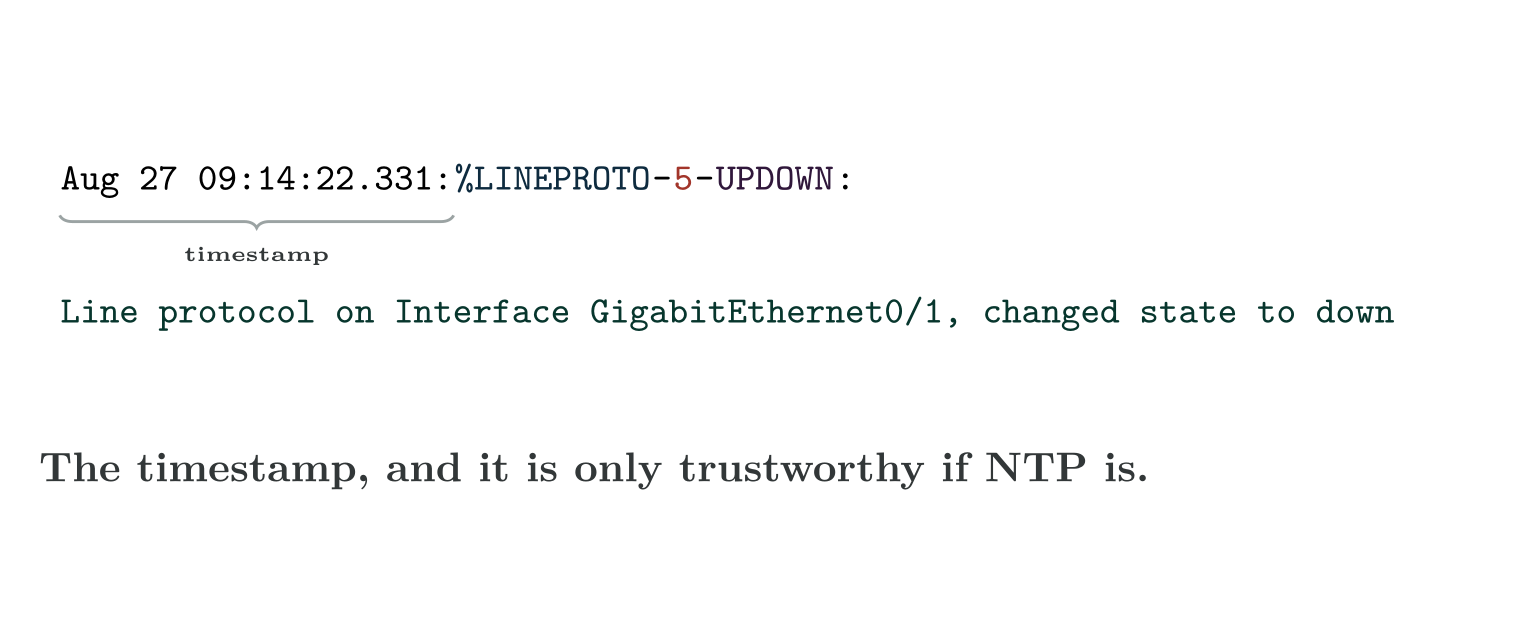 Aug 27 09:14:22.331:%LINEPROTO-5-UPDOWN:
timestamp
Line protocol on Interface GigabitEthernet0/1, changed state to down
The timestamp, and it is only trustworthy if NTP is.